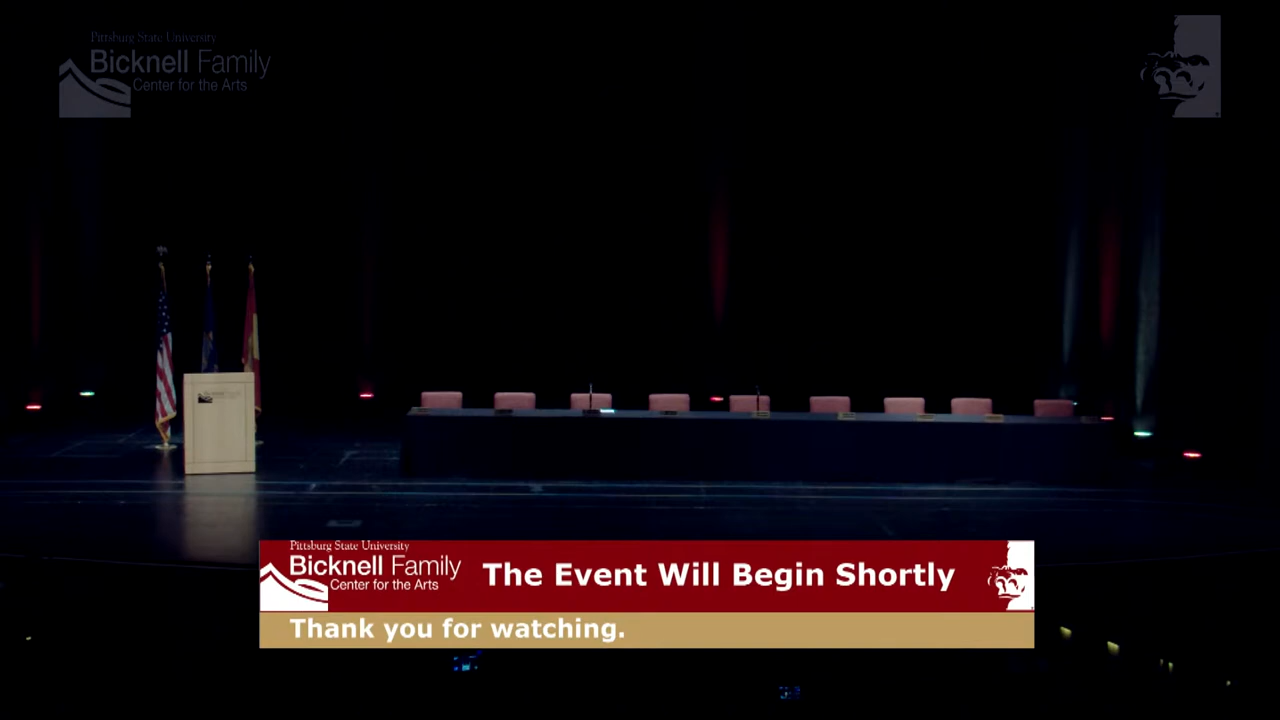 Pittsburg State University
Bicknell Family
Center for the Arts
Pittsburg State University
Bicknell Family
Center for the Arts
The Event Will Begin Shortly
Thank you for watching.